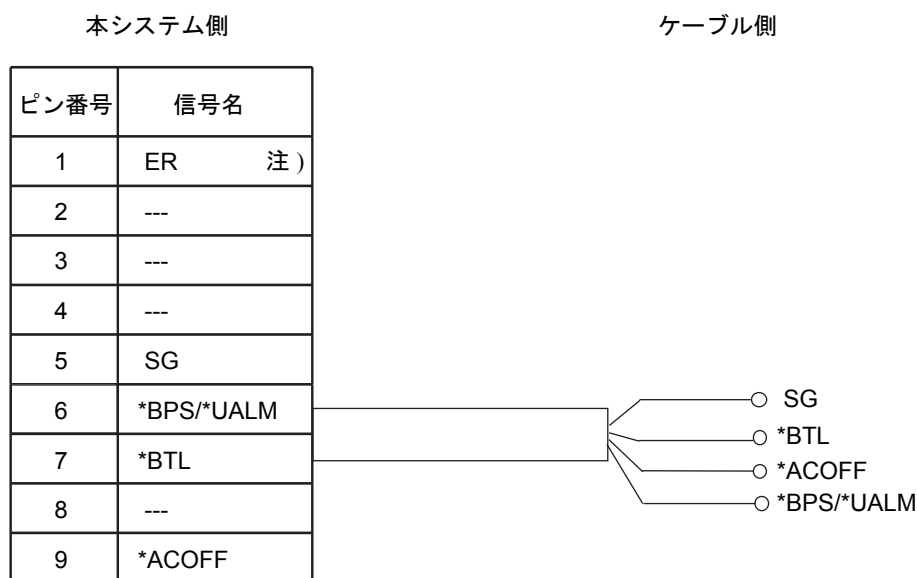 本システム側
ケーブル側
ピン番号 信号名
1 ER 注)
2 ---
3 ---
4 ---
5 SG
6 *BPS/*UALM
7 *BTL
8 ---
9 *ACOFF
SG
*BTL
*ACOFF
*BPS/*UALM